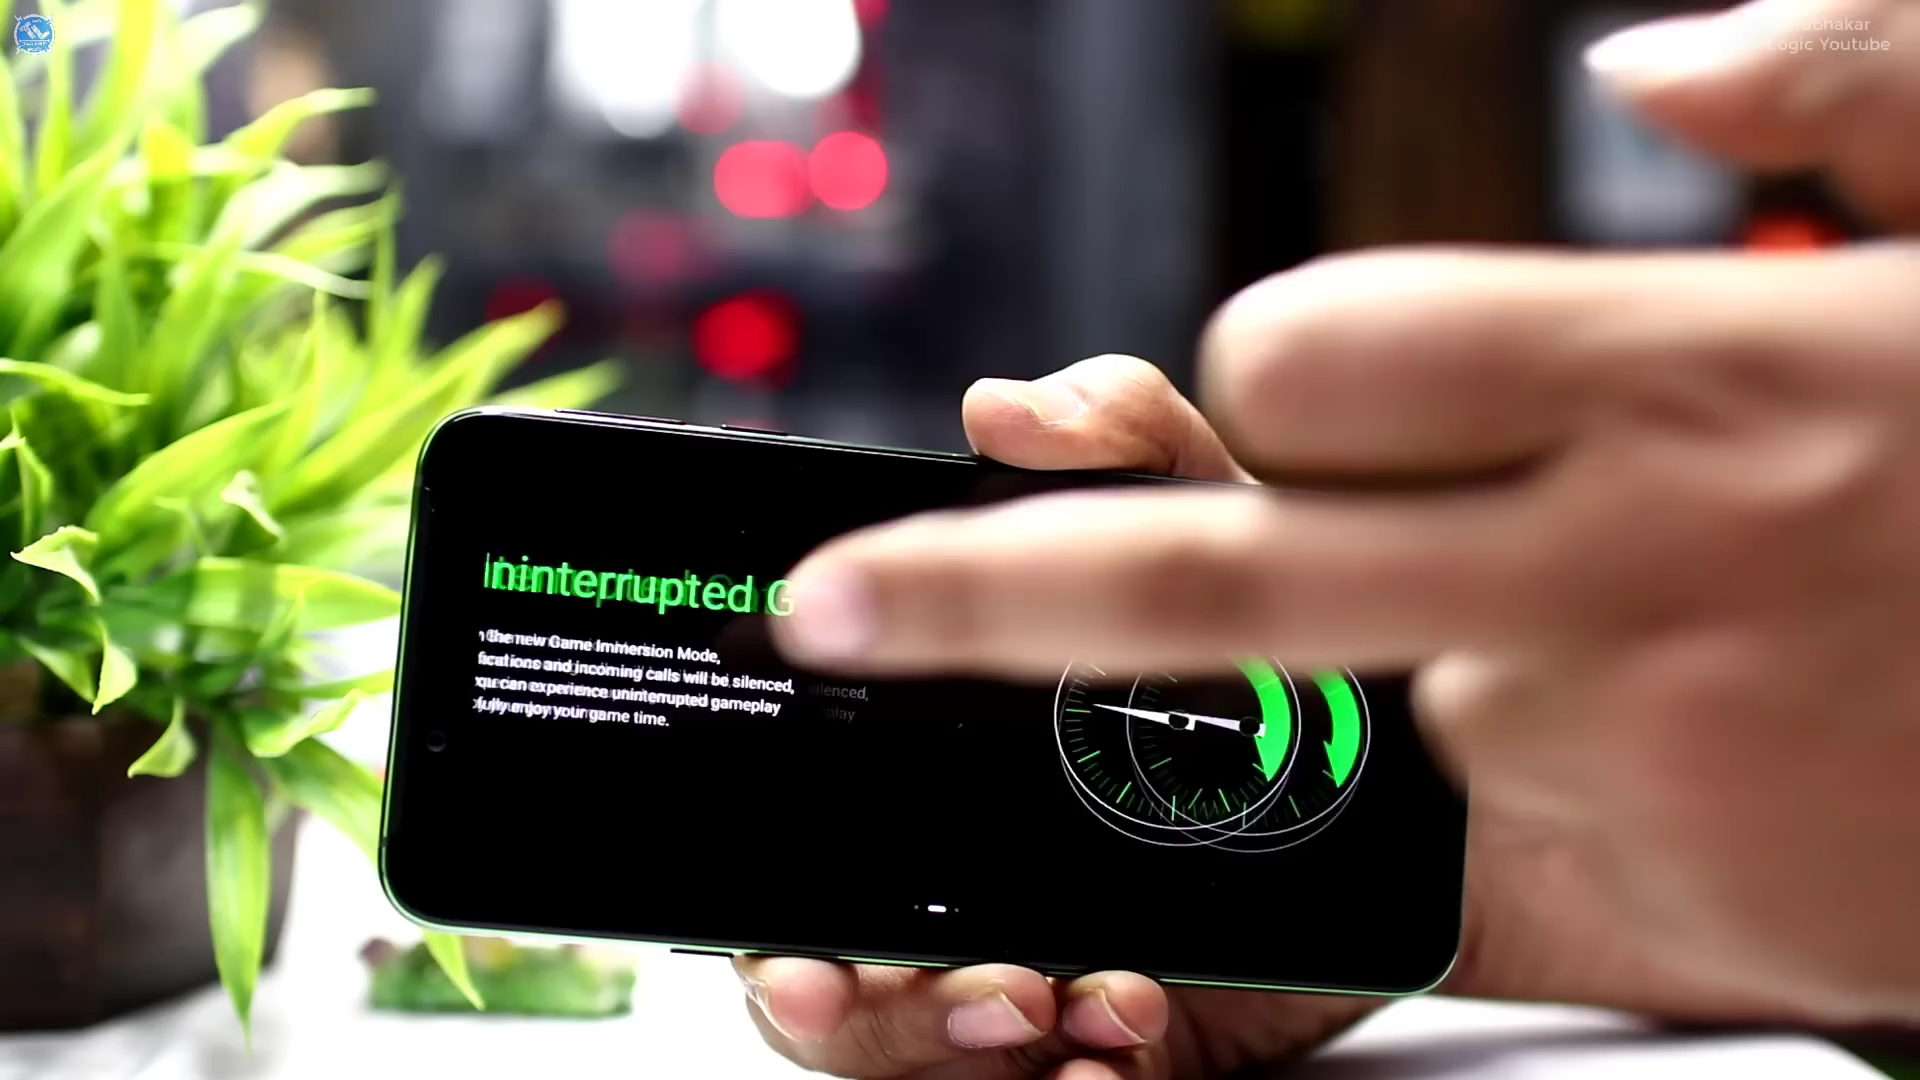 bhakar
Logic Youtube
ninterrupted G
the new Game Immersion Mode,
fications and incoming calls will be silenced,
can experience uninterrupted gameplay
fully enjoy your game time.